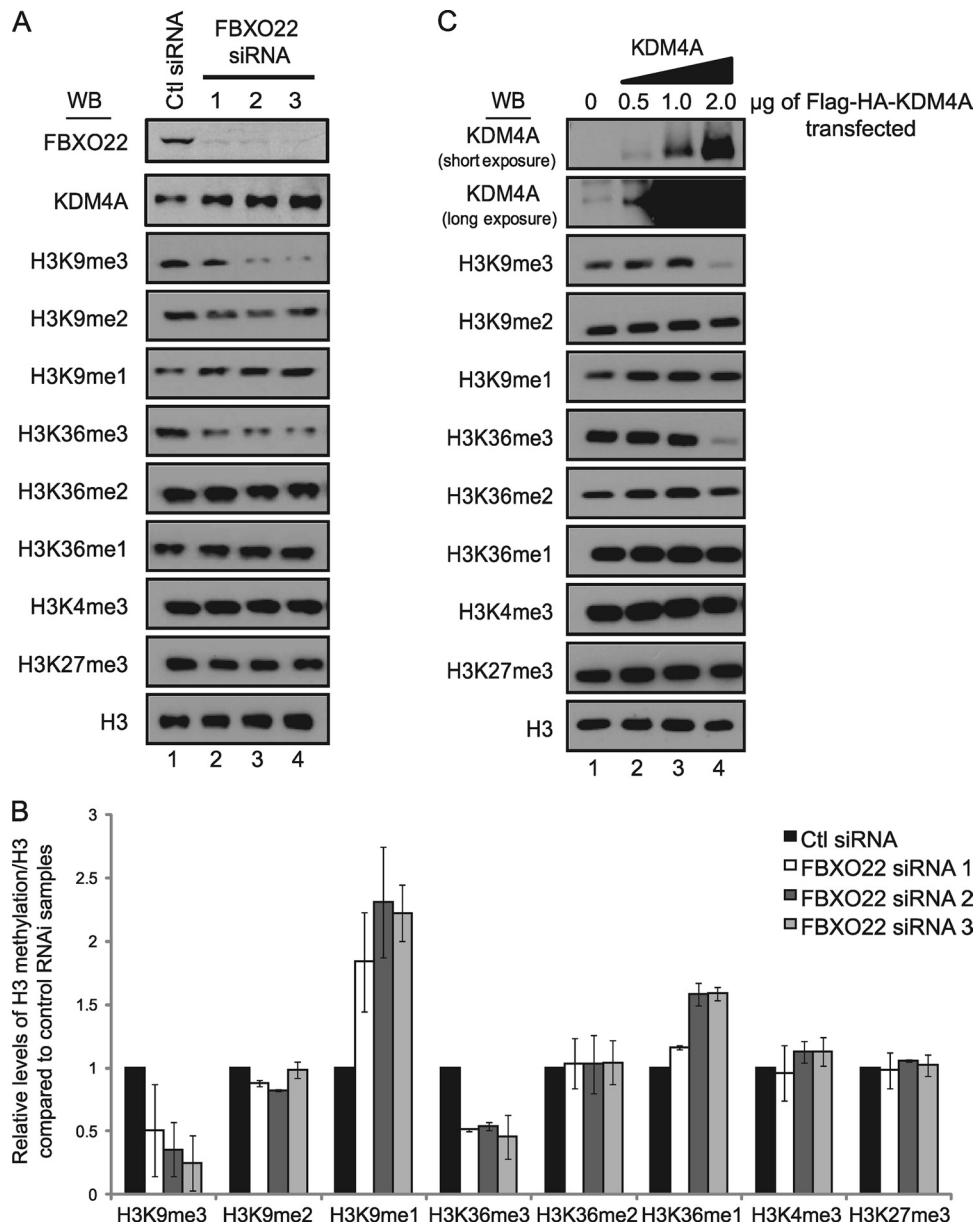 A
Ctl siRNA
FBXO22
siRNA
WB
1 2 3
FBXO22
KDM4A
H3K9me3
H3K9me2
H3K9me1
H3K36me3
H3K36me2
H3K36me1
H3K4me3
H3K27me3
H3
1 2 3 4
C
KDM4A
WB
0 0.5 1.0 2.0 µg of Flag-HA-KDM4A
transfected
KDM4A
(short exposure)
KDM4A
(long exposure)
H3K9me3
H3K9me2
H3K9me1
H3K36me3
H3K36me2
H3K36me1
H3K4me3
H3K27me3
H3
1 2 3 4
B
Relative levels of H3 methylation/H3
compared to control RNAi samples
3
2.5
2
1.5
1
0.5
0
Ctl siRNA
FBXO22 siRNA 1
FBXO22 siRNA 2
FBXO22 siRNA 3
H3K9me3 H3K9me2 H3K9me1 H3K36me3 H3K36me2 H3K36me1 H3K4me3 H3K27me3